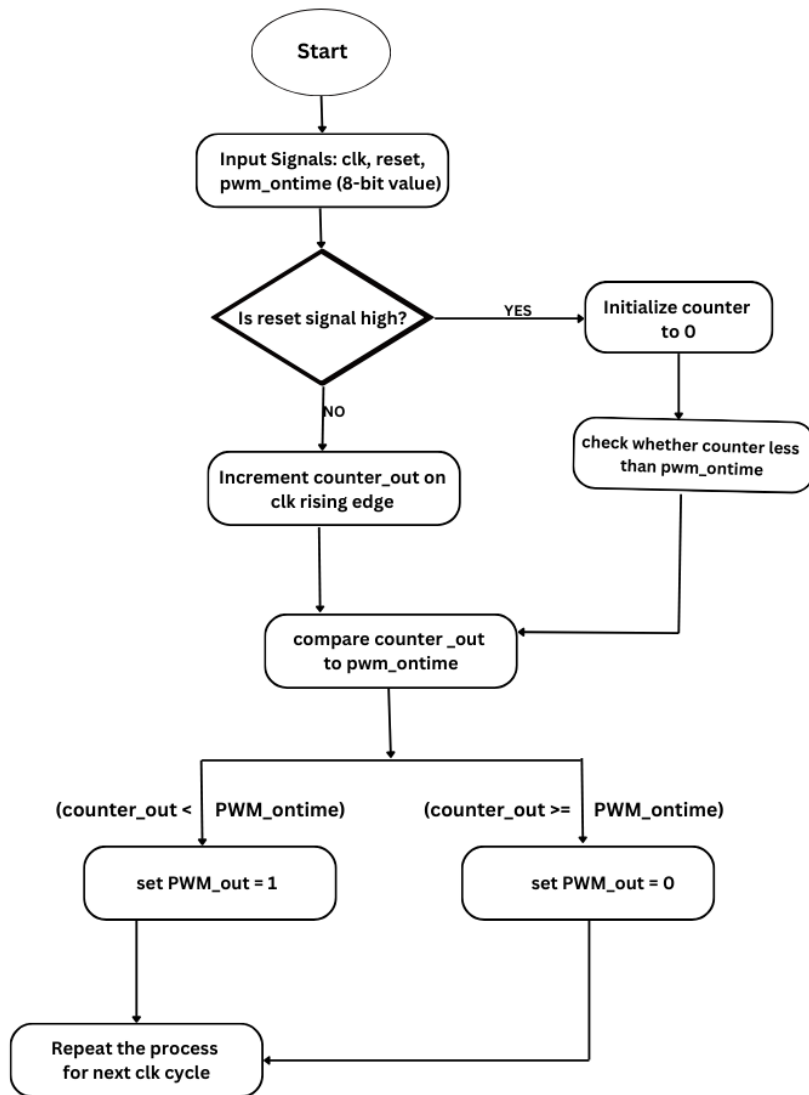 Start
Input Signals: clk, reset,
pwm_ontime (8-bit value)
Is reset signal high?
YES
Initialize counter
to 0
NO
check whether counter less
than pwm_ontime
Increment counter_out on
clk rising edge
compare counter _out
to pwm_ontime
(counter_out < PWM_ontime)
(counter_out >= PWM_ontime)
set PWM_out = 1
set PWM_out = 0
Repeat the process
for next clk cycle